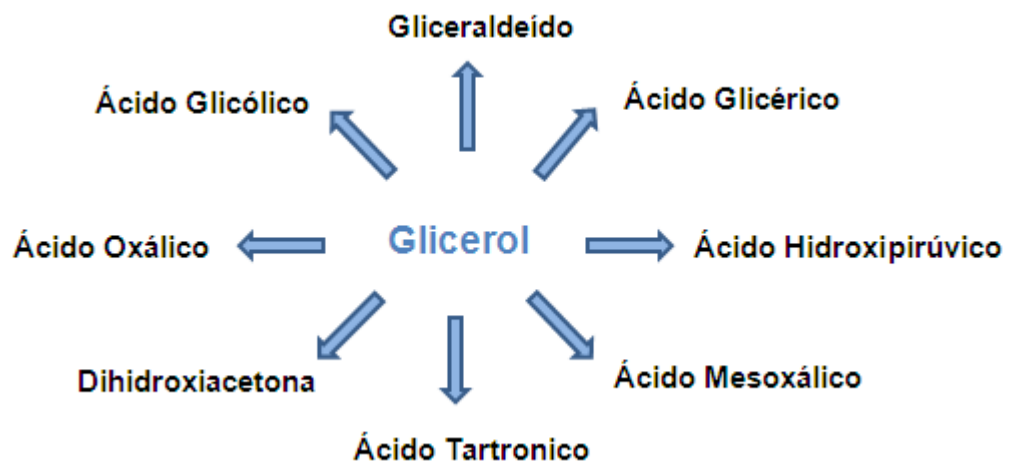 Gliceraldeído
Ácido Glicólico
Ácido Glicérico
Ácido Oxálico
Glicerol
Ácido Hidroxipirúvico
Dihidroxiacetona
Ácido Mesoxálico
Ácido Tartronico